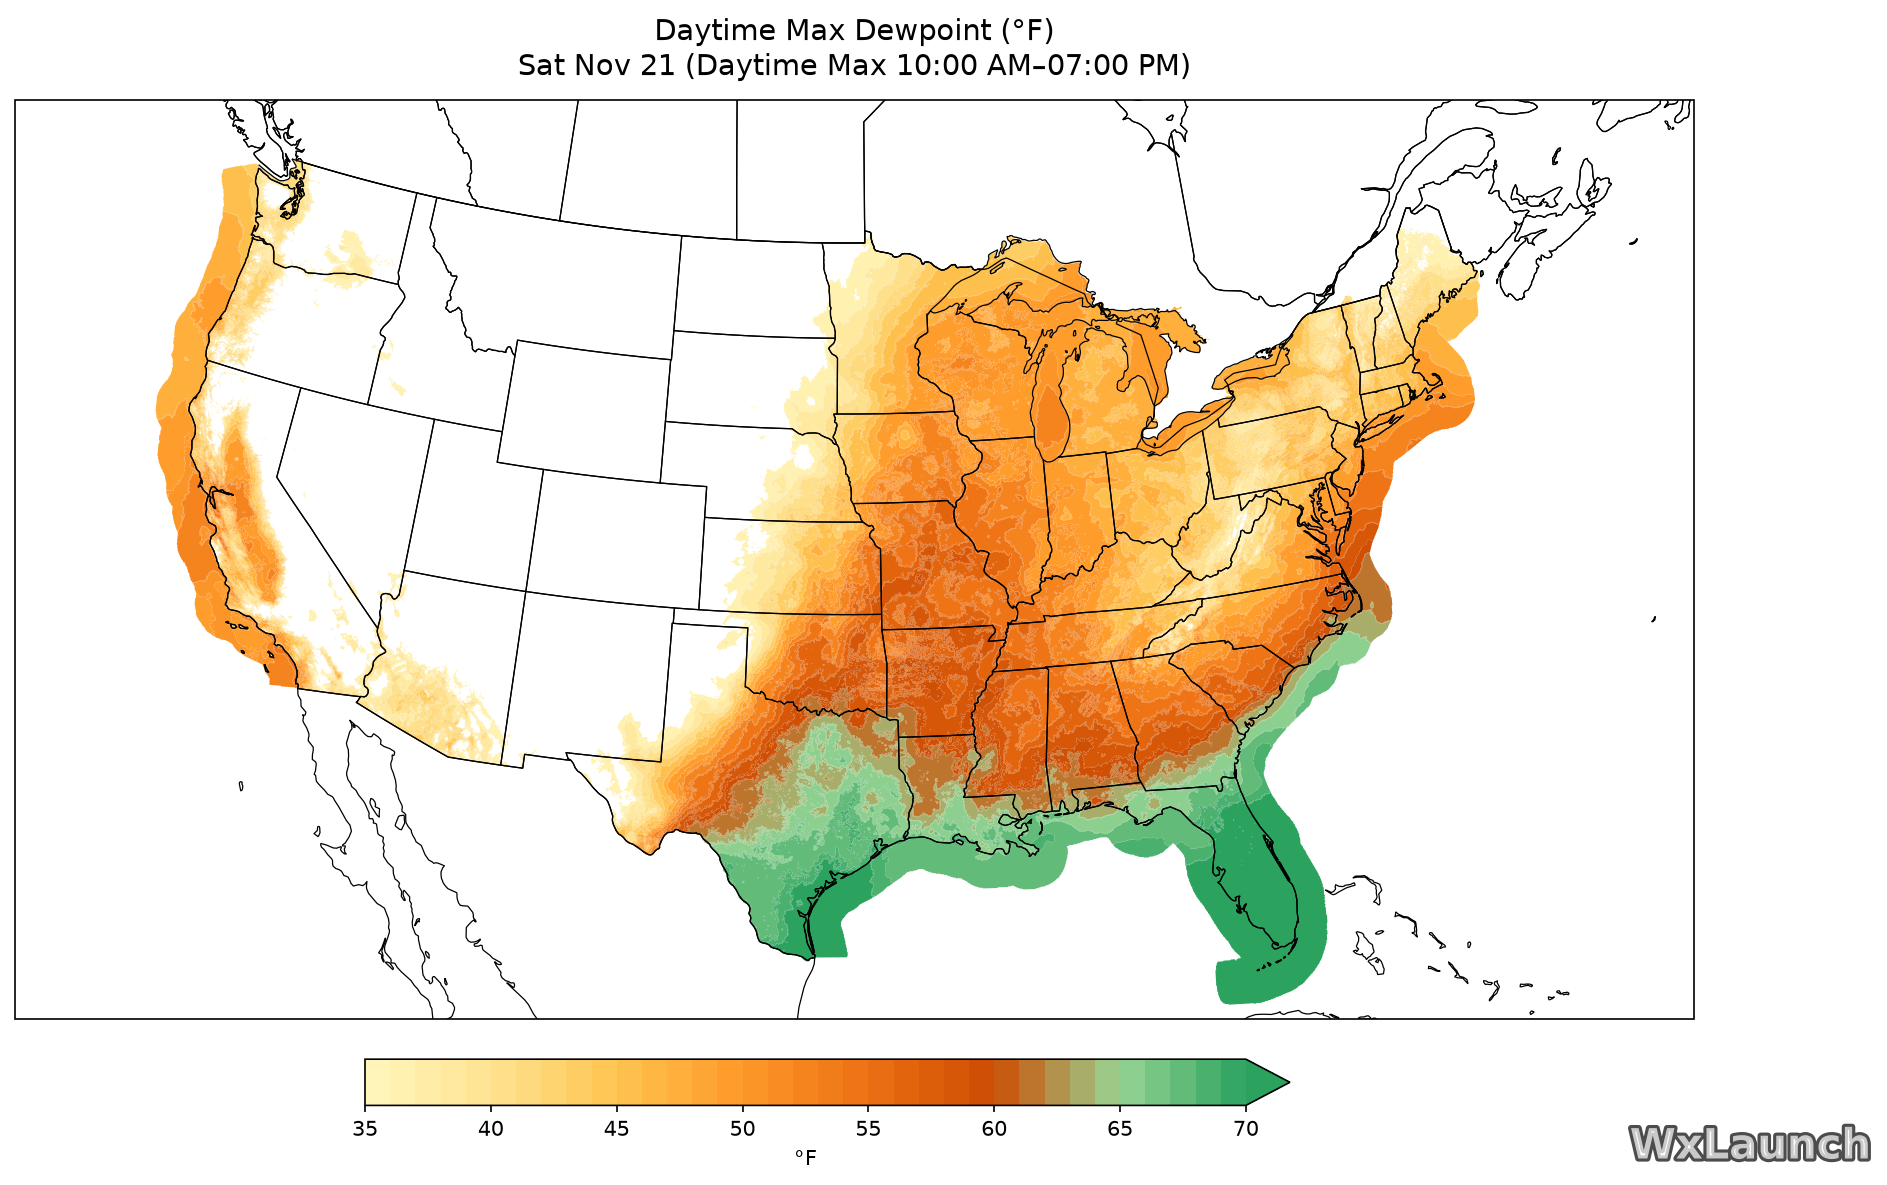 Daytime Max Dewpoint (°F)
Sat Nov 21 (Daytime Max 10:00 AM–07:00 PM)
35 40 45 50 55 60 65 70
°F
WxLaunch